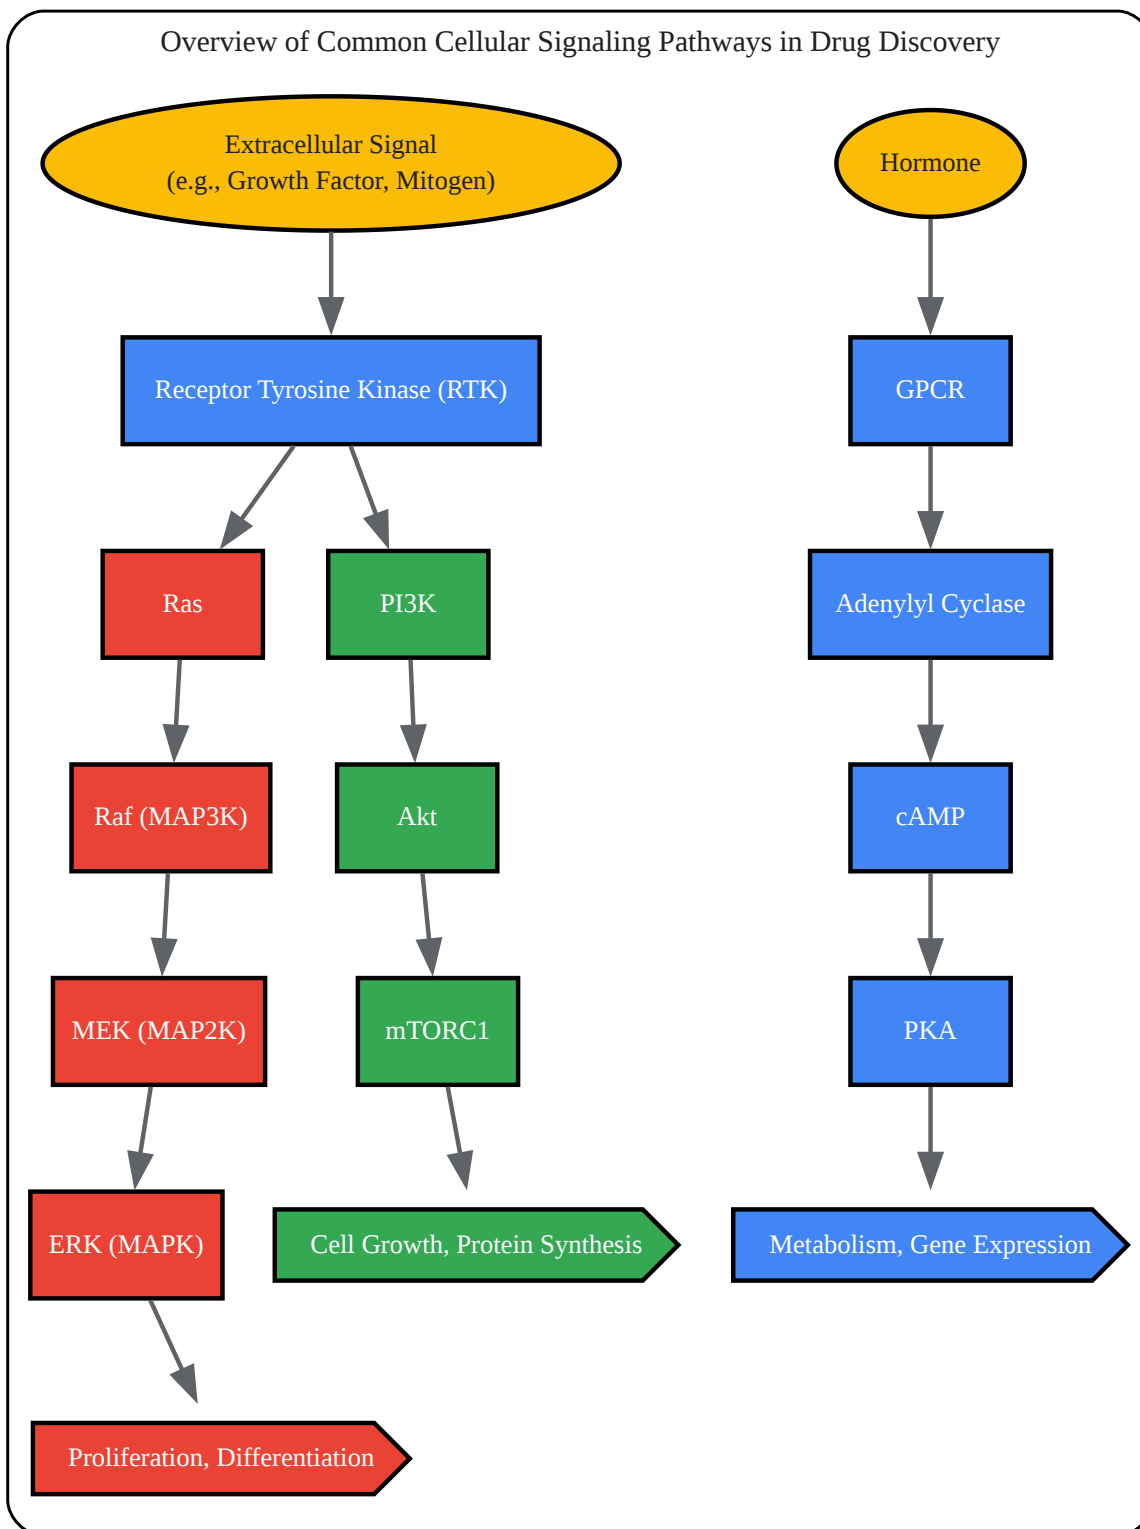 Overview of Common Cellular Signaling Pathways in Drug Discovery
Extracellular Signal
(e.g., Growth Factor, Mitogen)
Hormone
Receptor Tyrosine Kinase (RTK)
GPCR
Ras
PI3K
Adenylyl Cyclase
Raf (MAP3K)
Akt
cAMP
MEK (MAP2K)
mTORC1
PKA
ERK (MAPK)
Cell Growth, Protein Synthesis
Metabolism, Gene Expression
Proliferation, Differentiation